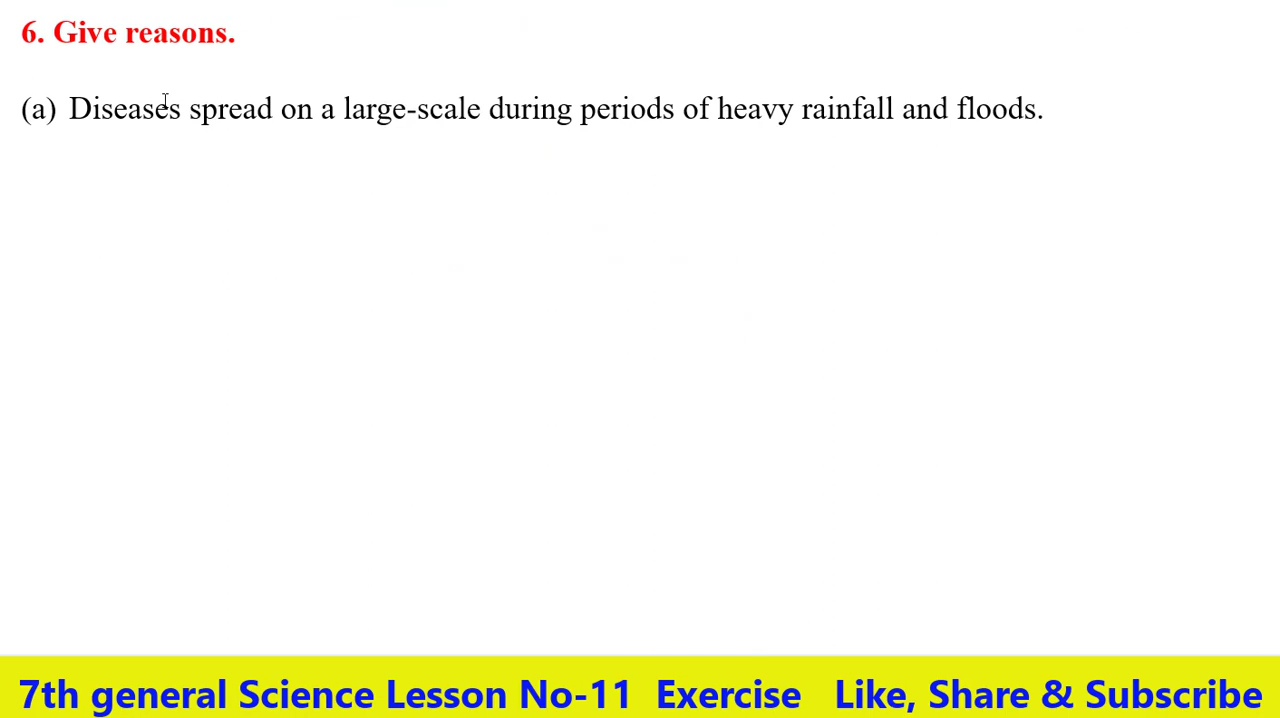 6. Give reasons.
(a) Diseases spread on a large-scale during periods of heavy rainfall and floods.
7th general Science Lesson No-11 Exercise Like, Share & Subscribe